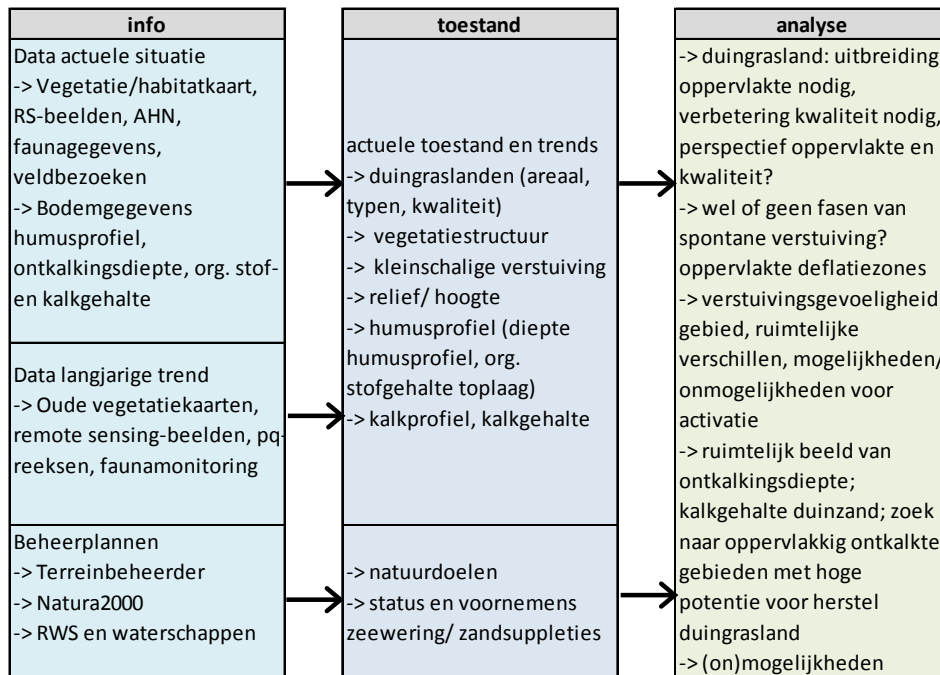 info
Data actuele situatie
-> Vegetatie/habitatkaart,
RS-beelden, AHN,
faunagegevens,
veldbezoeken
-> Bodemgegevens
humusprofiel,
ontkalkingsdiepte, org. stof-
en kalkgehalte
Data langjarige trend
-> Oude vegetatiekaarten,
remote sensing-beelden, pq-
reeksen, faunamonitoring
Beheerplannen
-> Terreinbeheerder
-> Natura2000
-> RWS en waterschappen
toestand
actuele toestand en trends
-> duingraslanden (areaal,
typen, kwaliteit)
-> vegetatiestructuur
-> kleinschalige verstuiving
-> relief/ hoogte
-> humusprofiel (diepte
humusprofiel, org.
stofgehalte toplaag)
-> kalkprofiel, kalkgehalte
-> natuurdoelen
-> status en voornemens
zeewering/ zandsuppleties
analyse
-> duingrasland: uitbreiding
oppervlakte nodig,
verbetering kwaliteit nodig,
perspectief oppervlakte en
kwaliteit?
-> wel of geen fasen van
spontane verstuiving?
oppervlakte deflatiezones
-> verstuivingsgevoeligheid
gebied, ruimtelijke
verschillen, mogelijkheden/
onmogelijkheden voor
activatie
-> ruimtelijk beeld van
ontkalkingsdiepte;
kalkgehalte duinzand; zoek
naar oppervlakkig ontkalkte
gebieden met hoge
potentie voor herstel
duingrasland
-> (on)mogelijkheden